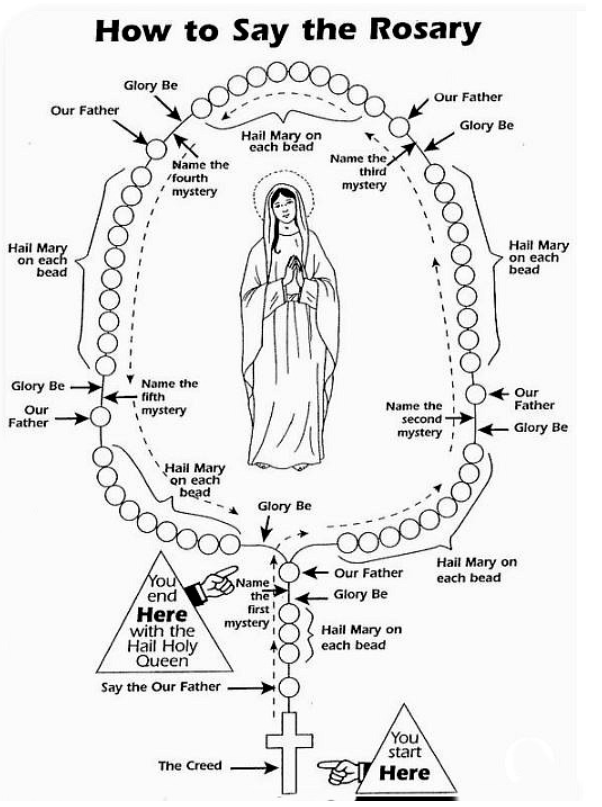 How to Say the Rosary
Glory Be
Our Father
Hail Mary on
each bead
Our Father
Glory Be
Name the
fourth
mystery
Name the
third
mystery
Hail Mary
on each
bead
Hail Mary
on each
bead
Glory Be
Our
Father
Name the
fifth
mystery
Name the
second
mystery
Our
Father
Glory Be
Hail Mary
on each
bead
Glory Be
Hail Mary on
each bead
You
end
Here
with the
Hail Holy
Queen
Name
the
first
mystery
Our Father
Glory Be
Hail Mary on
each bead
Say the Our Father
The Creed
You
start
Here